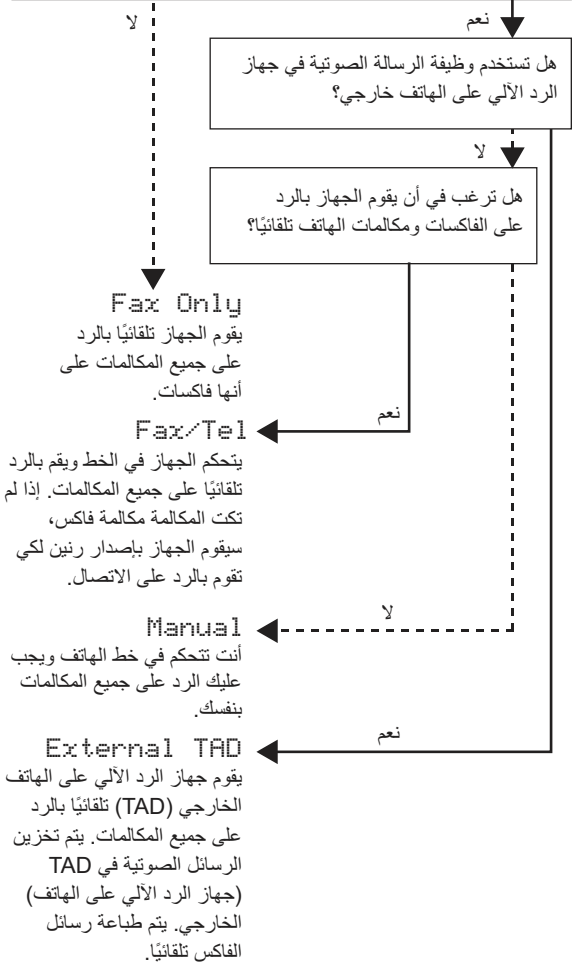 نعم
لا
هل تستخدم وظيفة الرسالة الصوتية في جهاز
الرد الآلي على الهاتف خارجي؟
لا
هل ترغب في أن يقوم الجهاز بالرد
على الفاكسات ومكالمات الهاتف تلقائيًا؟
Fax Only
يقوم الجهاز تلقائيًا بالرد
على جميع المكالمات على
أنها فاكسات.
نعم
Fax/Tel
يتحكم الجهاز في الخط ويقم بالرد
تلقائيًا على جميع المكالمات. إذا لم
تكت المكالمة مكالمة فاكس،
سيقوم الجهاز بإصدار رنين لكي
تقوم بالرد على الاتصال.
لا
Manual
أنت تتحكم في خط الهاتف ويجب
عليك الرد على جميع المكالمات
بنفسك.
نعم
External TAD
يقوم جهاز الرد الآلي على الهاتف
الخارجي (TAD) تلقائيًا بالرد
على جميع المكالمات. يتم تخزين
الرسائل الصوتية في TAD
(جهاز الرد الآلي على الهاتف)
الخارجي. يتم طباعة رسائل
الفاكس تلقائيًا.